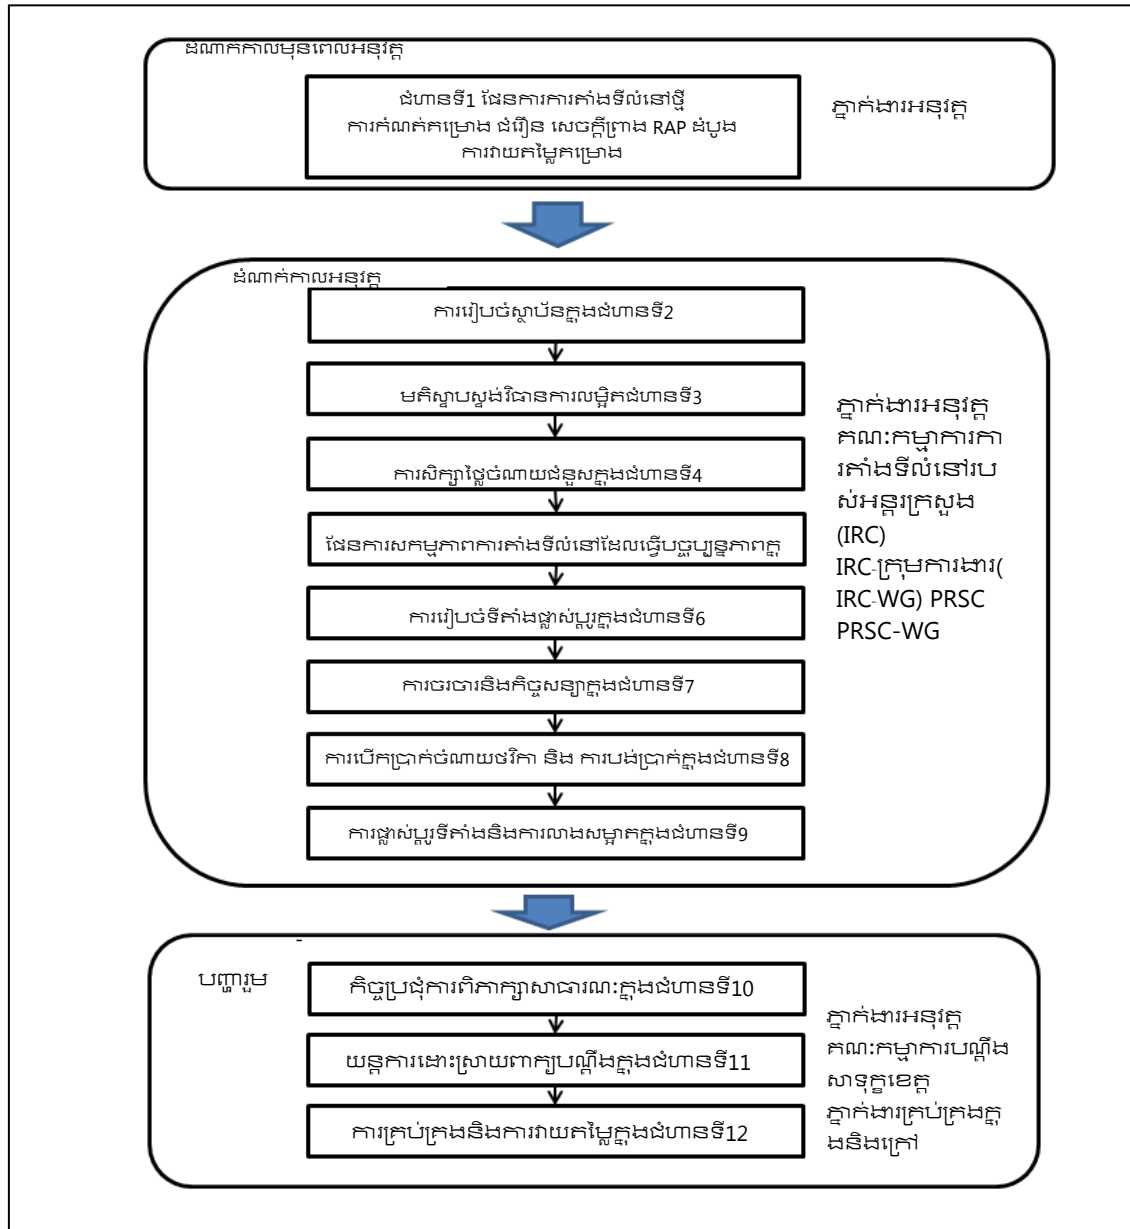 ដំណាក់កាលមុនពេលអនុវត្ត
ជំហានទី1 ផែនការការតាំងទីលំនៅថ្មី
ការកំណត់គម្រោង ជំរឿន សេចក្តីព្រាង RAP ដំបូង
ការវាយតម្លៃគម្រោង
ភ្នាក់ងារអនុវត្ត
ដំណាក់កាលអនុវត្ត
ការរៀបចំស្ថាប័នក្នុងជំហានទី2
មតិស្ទាបស្ទង់វិធានការលម្អិតជំហានទី3
ការសិក្សាថ្លៃចំណាយជំនួសក្នុងជំហានទី4
ផែនការសកម្មភាពការតាំងទីលំនៅដែលធ្វើបច្ចុប្បន្នភាពក្នុ
ការរៀបចំទីតាំងផ្លាស់ប្តូរក្នុងជំហានទី6
ការចរចារនិងកិច្ចសន្យាក្នុងជំហានទី7
ការបើកប្រាក់ចំណាយថវិកា និង ការបង់ប្រាក់ក្នុងជំហានទី8
ការផ្លាស់ប្តូរទីតាំងនិងការលាងសម្អាតក្នុងជំហានទី9
ភ្នាក់ងារអនុវត្ត
គណៈកម្មាការកា
រតាំងទីលំនៅរប
ស់អន្តរក្រសួង
(IRC)
IRC-ក្រុមការងារ(
IRC-WG) PRSC
PRSC-WG
បញ្ហារួម
កិច្ចប្រជុំការពិភាក្សាសាធារណៈក្នុងជំហានទី10
យន្តការដោះស្រាយពាក្យបណ្តឹងក្នុងជំហានទី11
ការគ្រប់គ្រងនិងការវាយតម្លៃក្នុងជំហានទី12
ភ្នាក់ងារអនុវត្ត
គណៈកម្មាការបណ្តឹង
សាទុក្ខខេត្ត
ភ្នាក់ងារគ្រប់គ្រងក្នុ
ងនិងក្រៅ